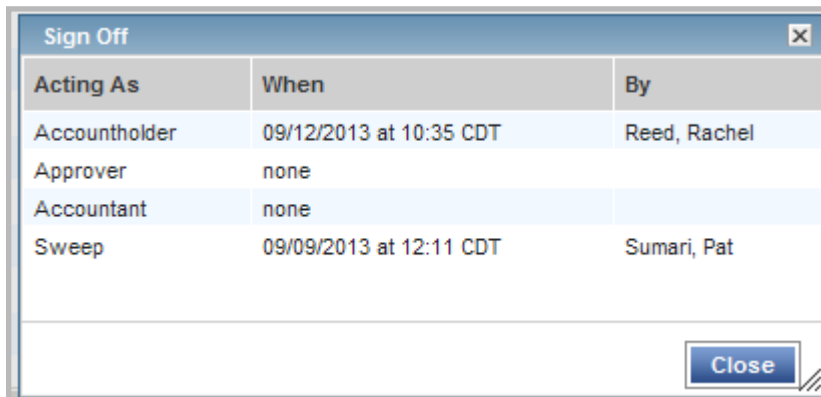 Sign Off
Acting As When By
Accountholder 09/12/2013 at 10:35 CDT Reed, Rachel
Approver none
Accountant none
Sweep 09/09/2013 at 12:11 CDT Sumari, Pat
Close